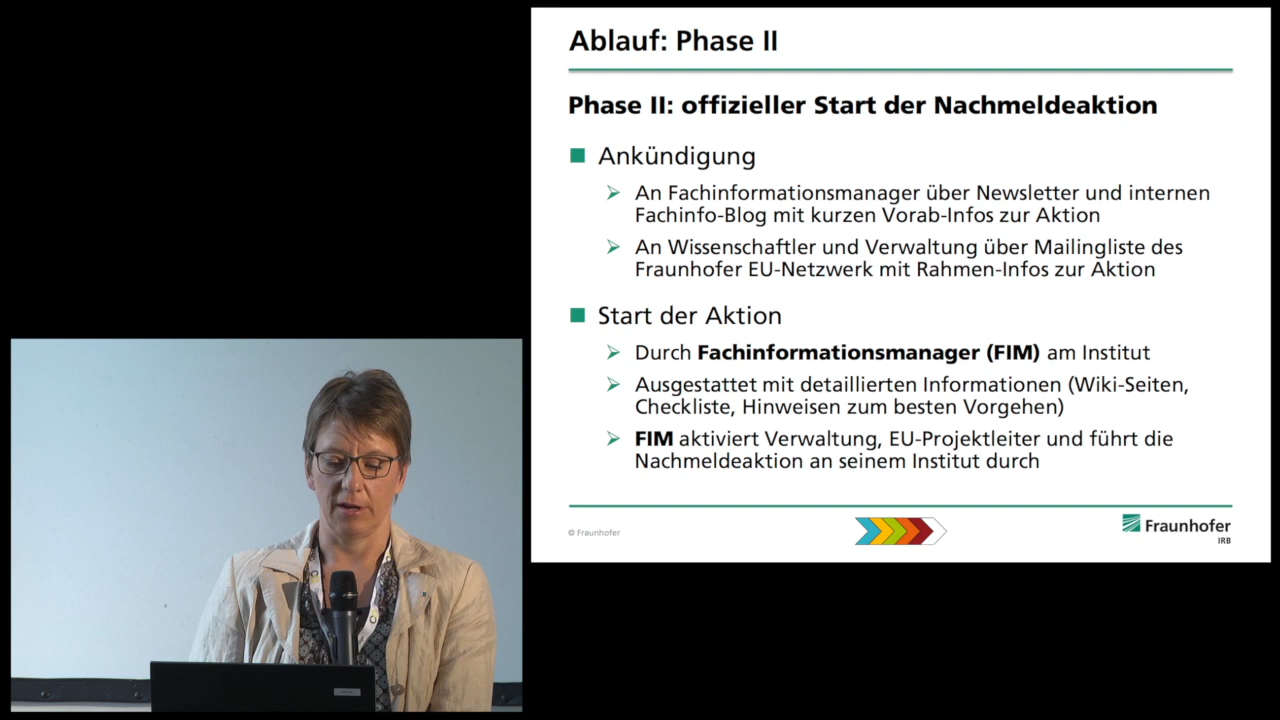 Ablauf: Phase II
Phase II: offizieller Start der Nachmeldeaktion
Ankündigung
An Fachinformationsmanager über Newsletter und internen
Fachinfo-Blog mit kurzen Vorab-Infos zur Aktion
An Wissenschaftler und Verwaltung über Mailingliste des
Fraunhofer EU-Netzwerk mit Rahmen-Infos zur Aktion
Start der Aktion
Durch Fachinformationsmanager (FIM) am Institut
Ausgestattet mit detaillierten Informationen (Wiki-Seiten,
Checkliste, Hinweisen zum besten Vorgehen)
FIM aktiviert Verwaltung, EU-Projektleiter und führt die
Nachmeldeaktion an seinem Institut durch
© Fraunhofer
Fraunhofer
IRB